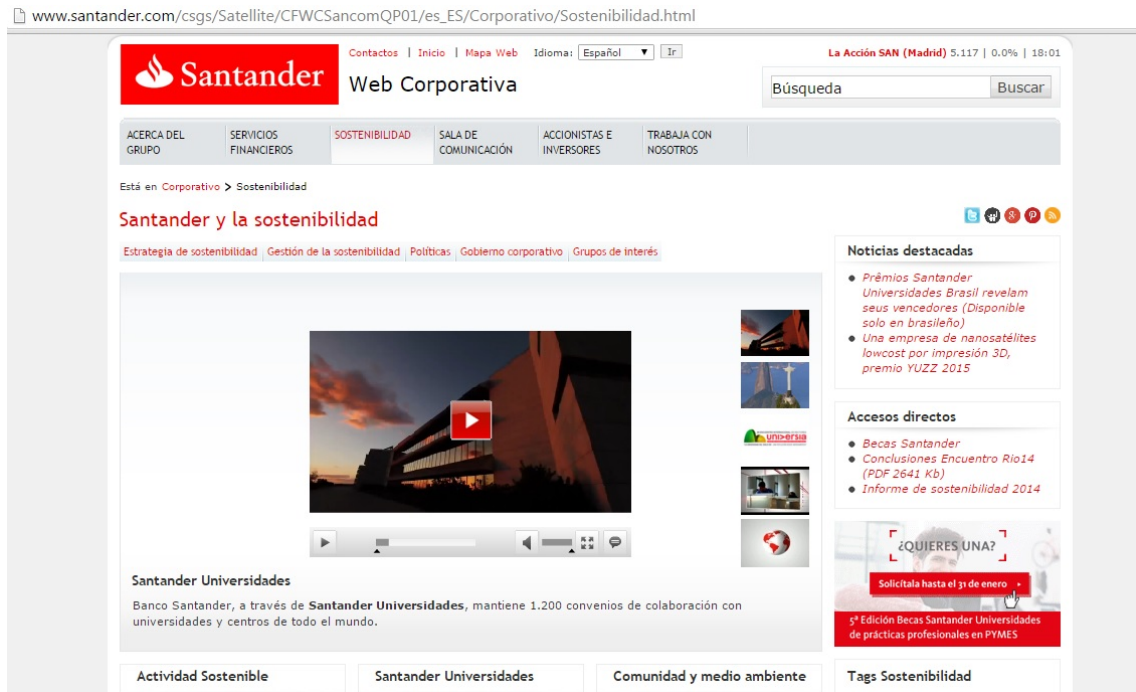 www.santander.com/csgs/Satellite/CFWCSancomQP01/es_ES/Corporativo/Sostenibilidad.html
Santander
Contactos | Inicio | Mapa Web Idioma: Español Ir
La Acción SAN (Madrid) 5.117 | 0.0% | 18:01
Web Corporativa
Búsqueda Buscar
ACERCA DEL
GRUPO
SERVICIOS
FINANCIEROS
SOSTENIBILIDAD
SALA DE
COMUNICACIÓN
ACCIONISTAS E
INVERSORES
TRABAJA CON
NOSOTROS
Está en Corporativo > Sostenibilidad
Santander y la sostenibilidad
Estrategia de sostenibilidad | Gestión de la sostenibilidad | Políticas | Gobierno corporativo | Grupos de interés
universia
Santander Universidades
Banco Santander, a través de Santander Universidades, mantiene 1.200 convenios de colaboración con
universidades y centros de todo el mundo.
Noticias destacadas
Prêmios Santander
Universidades Brasil revelam
seus vencedores (Disponible
solo en brasileño)
Una empresa de nanosatélites
lowcost por impresión 3D,
premio YUZZ 2015
Accesos directos
Becas Santander
Conclusiones Encuentro Rio14
(PDF 2641 Kb)
Informe de sostenibilidad 2014
¿QUIERES UNA?
Solicítala hasta el 31 de enero
5ª Edición Becas Santander Universidades
de prácticas profesionales en PYMES
Actividad Sostenible
Santander Universidades
Comunidad y medio ambiente
Tags Sostenibilidad